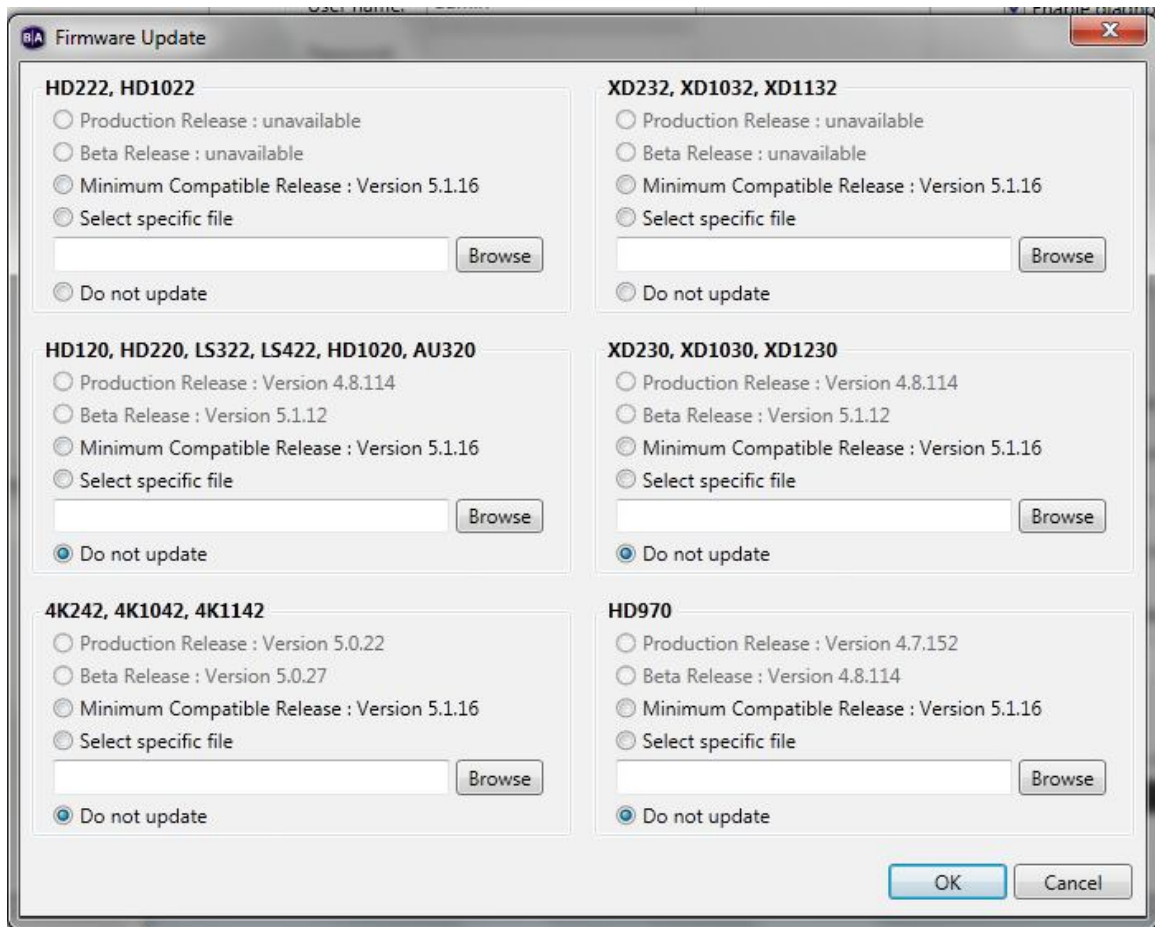 User name:
admin
Enable diagno
B|A Firmware Update
HD222, HD1022
Production Release : unavailable
Beta Release : unavailable
Minimum Compatible Release : Version 5.1.16
Select specific file
Browse
Do not update
XD232, XD1032, XD1132
Production Release : unavailable
Beta Release : unavailable
Minimum Compatible Release : Version 5.1.16
Select specific file
Browse
Do not update
HD120, HD220, LS322, LS422, HD1020, AU320
Production Release : Version 4.8.114
Beta Release : Version 5.1.12
Minimum Compatible Release : Version 5.1.16
Select specific file
Browse
Do not update
XD230, XD1030, XD1230
Production Release : Version 4.8.114
Beta Release : Version 5.1.12
Minimum Compatible Release : Version 5.1.16
Select specific file
Browse
Do not update
4K242, 4K1042, 4K1142
Production Release : Version 5.0.22
Beta Release : Version 5.0.27
Minimum Compatible Release : Version 5.1.16
Select specific file
Browse
Do not update
HD970
Production Release : Version 4.7.152
Beta Release : Version 4.8.114
Minimum Compatible Release : Version 5.1.16
Select specific file
Browse
Do not update
OK
Cancel